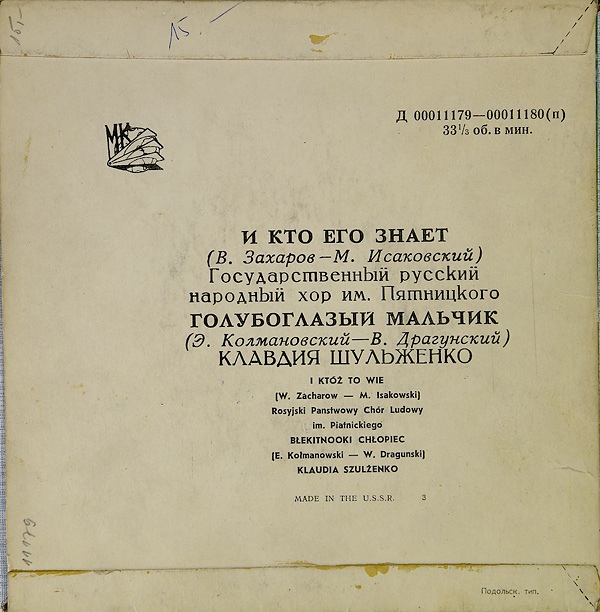 15.-
МК
Д 00011179—00011180(п)
33⅓ об. в мин.
И КТО ЕГО ЗНАЕТ
(В. Захаров—М. Исаковский)
Государственный русский
народный хор им. Пятницкого
ГОЛУБОГЛАЗЫЙ МАЛЬЧИК
(Э. Колмановский—В. Драгунский)
КЛАВДИЯ ШУЛЬЖЕНКО
I KTÓŻ TO WIE
(W. Zacharow — M. Isakowski)
Rosyjski Panstwowy Chór Ludowy
im. Piatnickiego
BŁEKITNOOKI CHŁOPIEC
(E. Kołmanowski — W. Dragunski)
KLAUDIA SZULŻENKO
MADE IN THE U.S.S.R. 3
Подольск. тип.